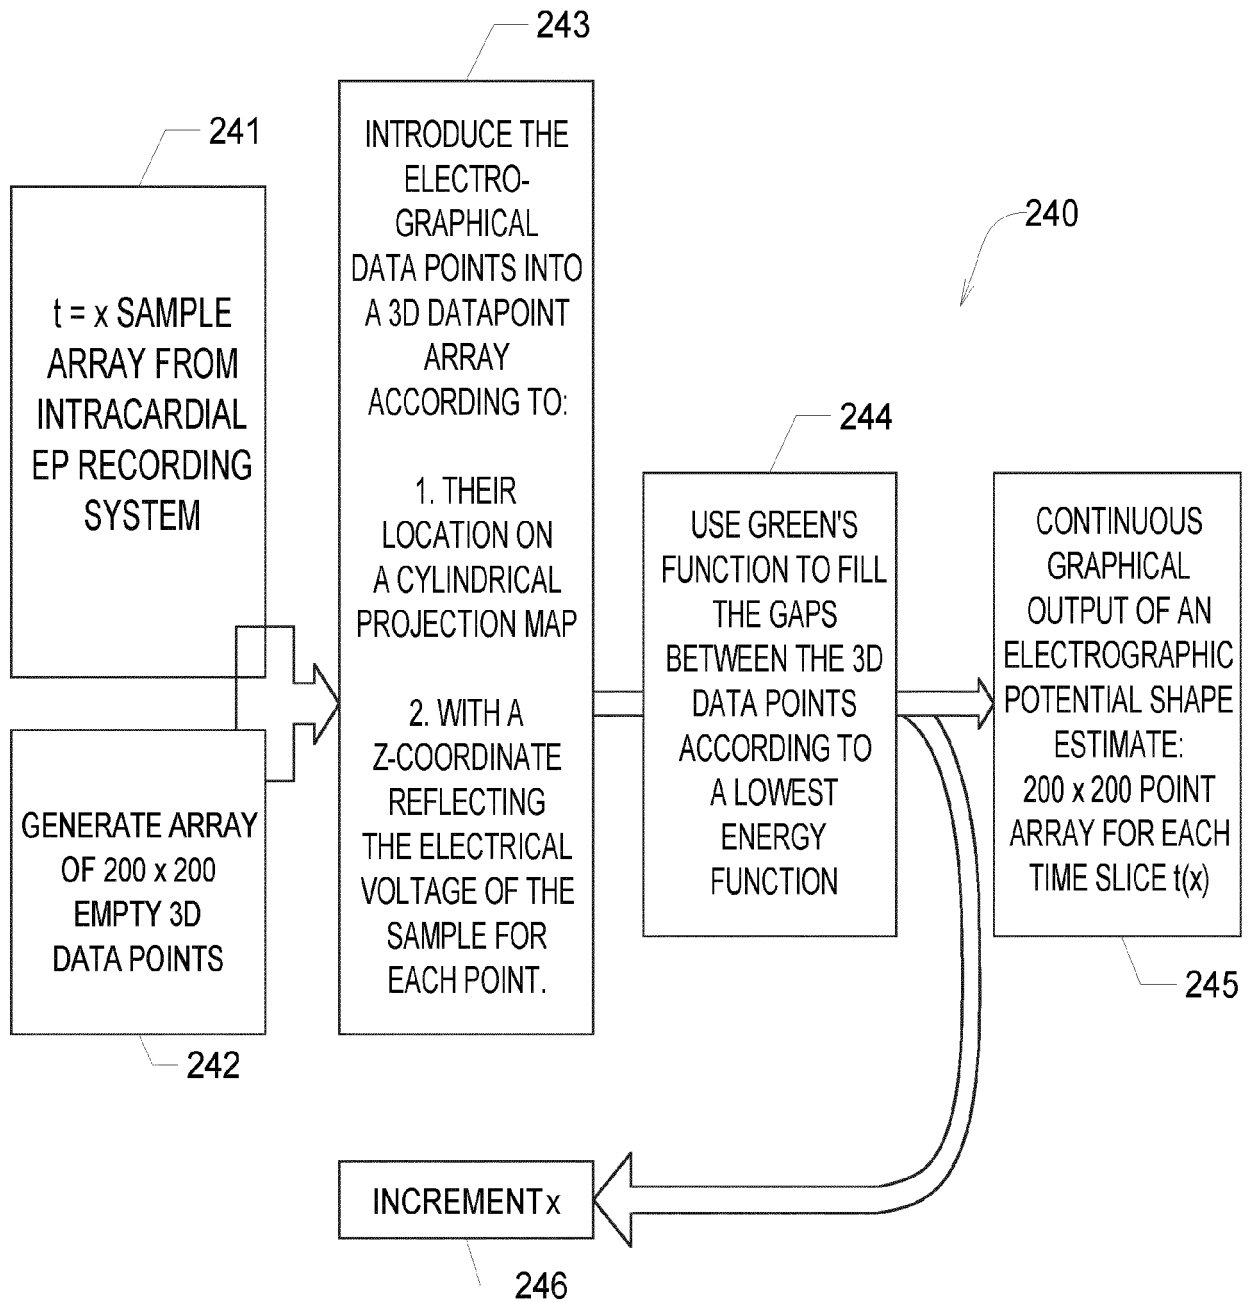 243
241
INTRODUCE THE
ELECTRO-
GRAPHICAL
DATA POINTS INTO
A 3D DATAPOINT
ARRAY
ACCORDING TO:
1. THEIR
LOCATION ON
A CYLINDRICAL
PROJECTION MAP
2. WITH A
Z-COORDINATE
REFLECTING
THE ELECTRICAL
VOLTAGE OF THE
SAMPLE FOR
EACH POINT.
240
t = x SAMPLE
ARRAY FROM
INTRACARDIAL
EP RECORDING
SYSTEM
244
USE GREEN'S
FUNCTION TO FILL
THE GAPS
BETWEEN THE 3D
DATA POINTS
ACCORDING TO
A LOWEST
ENERGY
FUNCTION
CONTINUOUS
GRAPHICAL
OUTPUT OF AN
ELECTROGRAPHIC
POTENTIAL SHAPE
ESTIMATE:
200 x 200 POINT
ARRAY FOR EACH
TIME SLICE t(x)
GENERATE ARRAY
OF 200 x 200
EMPTY 3D
DATA POINTS
245
242
INCREMENT x
246